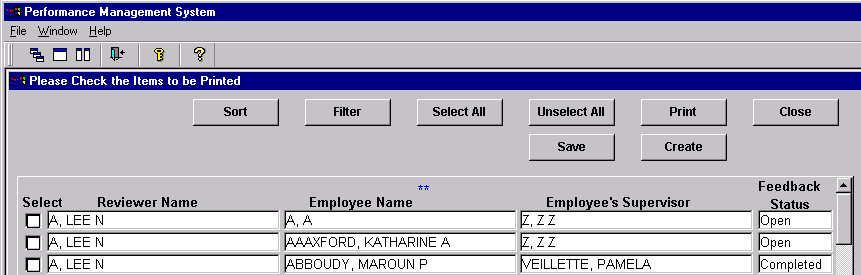 Performance Management System
File Window Help
Please Check the Items to be Printed
Sort Filter Select All Unselect All Print Close
Save Create
** Feedback
Select Reviewer Name Employee Name Employee's Supervisor Status
A, LEE N A, A Z, Z Z Open
A, LEE N AAAXFORD, KATHARINE A Z, Z Z Open
A, LEE N ABBOUDY, MAROUN P VEILLETTE, PAMELA Completed